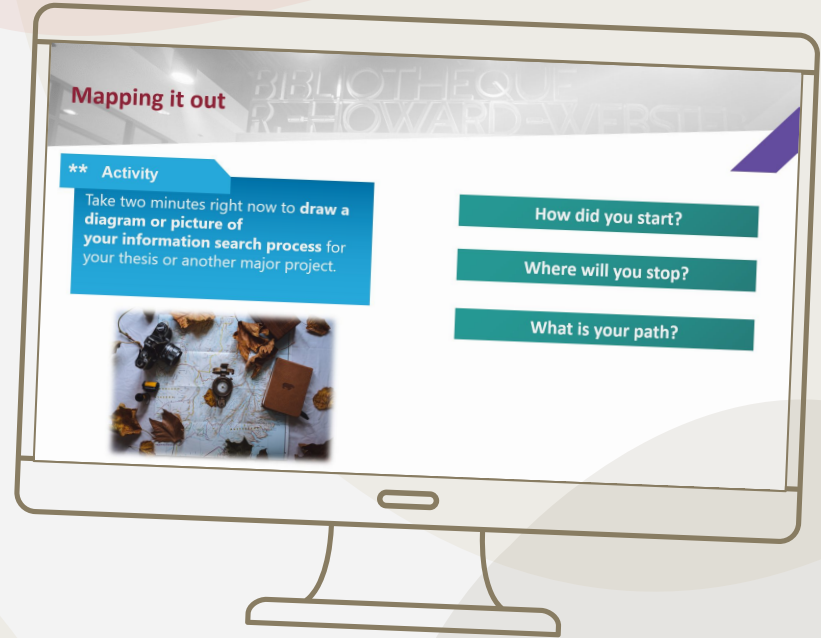 BIBLIOTHEQUE
R.-HOWARD-WEBSTER
Mapping it out
** Activity
Take two minutes right now to draw a
diagram or picture of
your information search process for
your thesis or another major project.
How did you start?
Where will you stop?
What is your path?